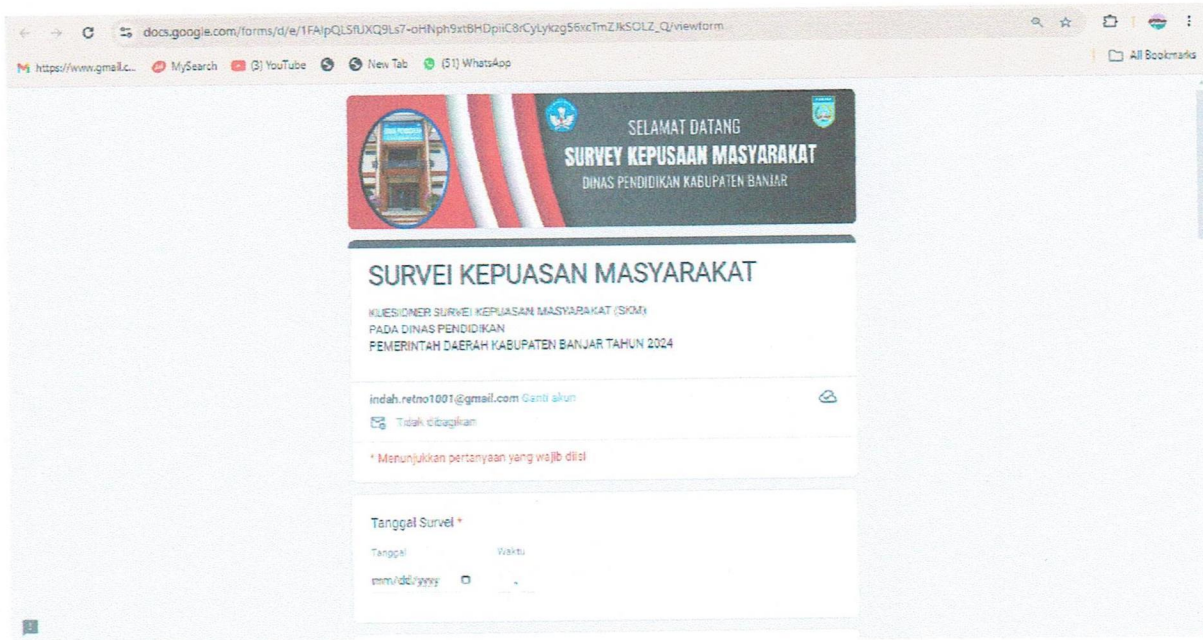 docs.google.com/forms/d/e/1FAIpQLSfUXQ9Ls7-oHNph9xt6HDpiiC8rCyLykzg56xcTmZJkSOLZ_Q/viewform
https://www.gmail.c... MySearch (3) YouTube New Tab (51) WhatsApp All Bookmarks
SELAMAT DATANG
SURVEY KEPUSAAN MASYARAKAT
DINAS PENDIDIKAN KABUPATEN BANJAR
SURVEI KEPUASAN MASYARAKAT
KUESIONER SURVEI KEPUASAN MASYARAKAT (SKM)
PADA DINAS PENDIDIKAN
PEMERINTAH DAERAH KABUPATEN BANJAR TAHUN 2024
indah.retno1001@gmail.com Ganti akun
Tidak dibagikan
* Menunjukkan pertanyaan yang wajib diisi
Tanggal Survei *
Tanggal Waktu
mm/dd/yyyy